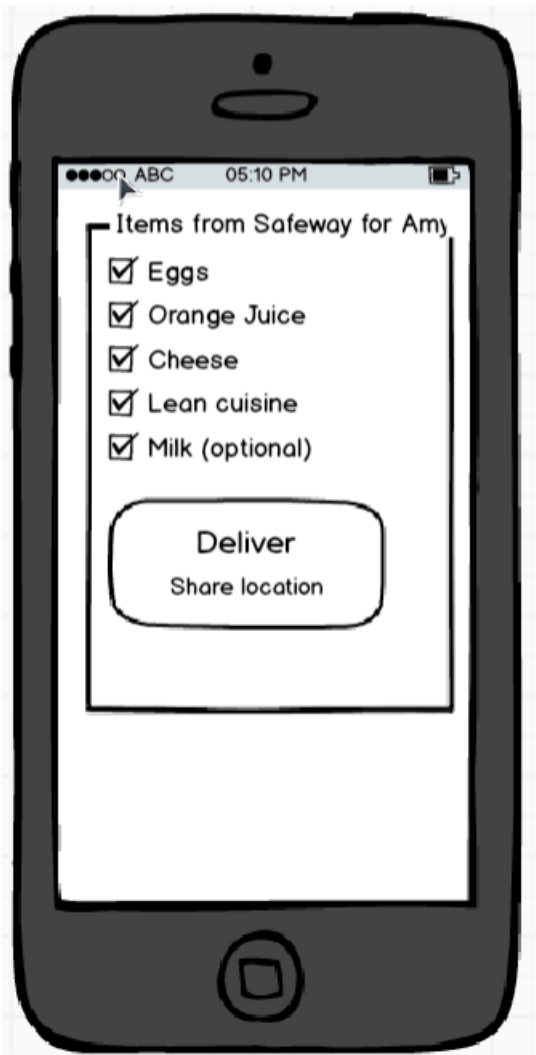 ABC 05:10 PM
Items from Safeway for Amy
Eggs
Orange Juice
Cheese
Lean cuisine
Milk (optional)
Deliver
Share location